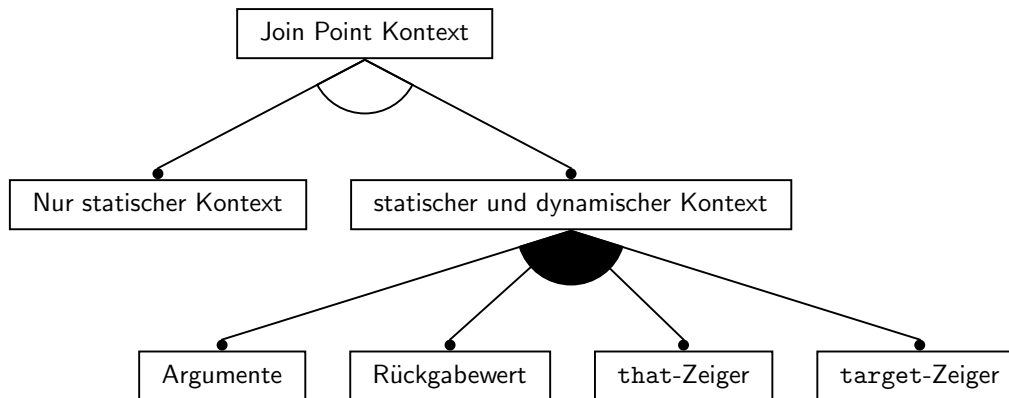 Join Point Kontext
Nur statischer Kontext
statischer und dynamischer Kontext
Argumente
Rückgabewert
that-Zeiger
target-Zeiger